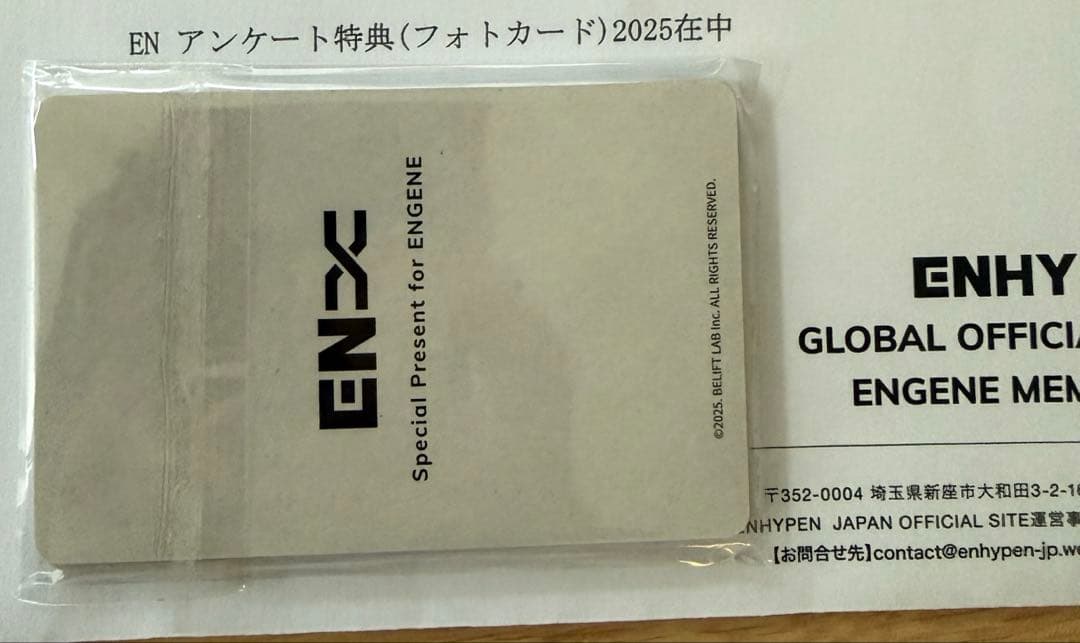 EN アンケート特典(フォトカード)2025在中
EN
Special Present for ENGENE
©2025. BELIFT LAB Inc. ALL RIGHTS RESERVED.
ENHY
GLOBAL OFFICI
ENGENE MEM
〒352-0004 埼玉県新座市大和田3-2-1
ENHYPEN JAPAN OFFICIAL SITE運営事
【お問合せ先】contact@enhypen-jp.we